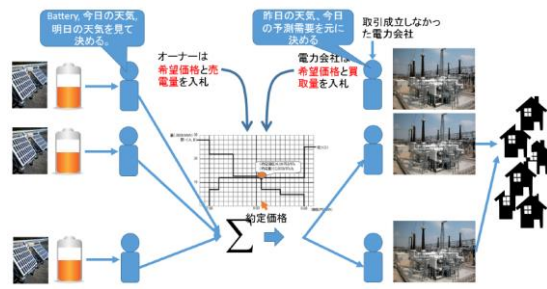 Battery, 今日の天気,
明日の天気を見て
決める。
昨日の天気、今日
の予測需要を元に
決める
取引成立しなかっ
た電力会社
オーナーは
希望価格と売
電量を入札
電力会社は
希望価格と買
取量を入札
約定価格
Σ